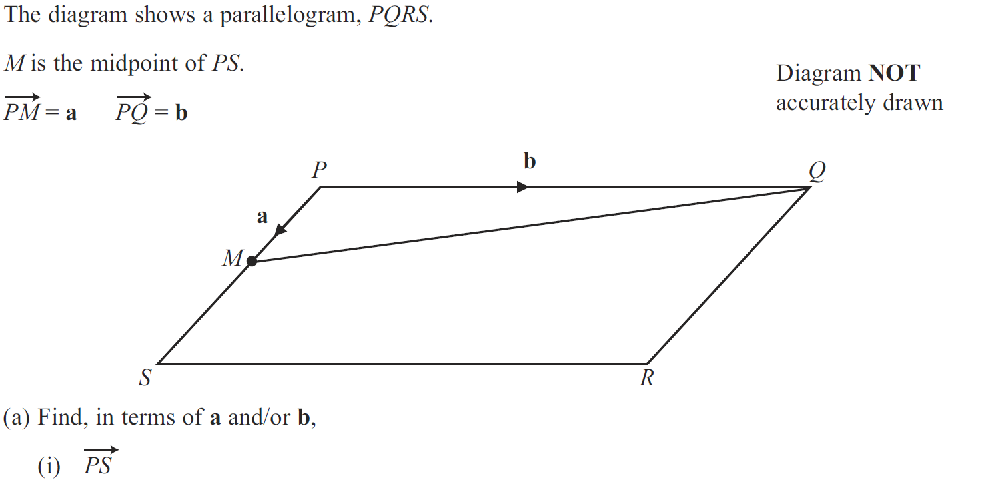 The diagram shows a parallelogram, PQRS.
M is the midpoint of PS.
Diagram NOT
accurately drawn
PM = a PQ = b
P
b
Q
a
M
S
R
(a) Find, in terms of a and/or b,
(i) PS